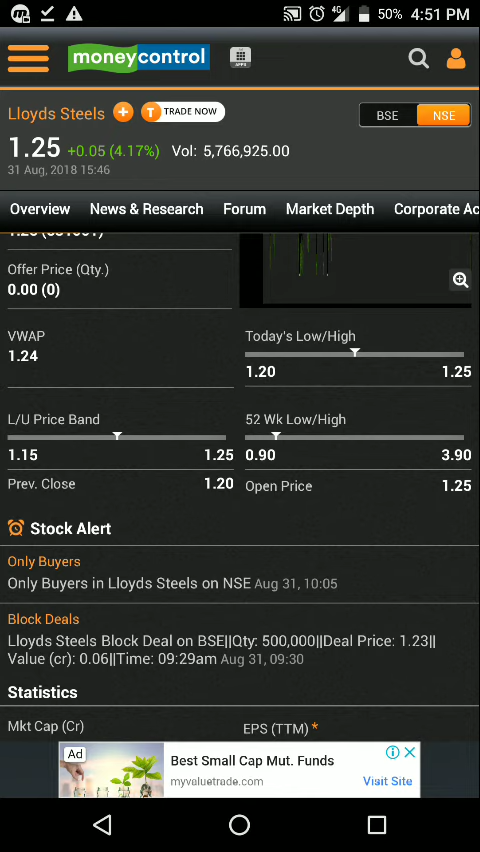 50% 4:51 PM
4G
moneycontrol
APPS
Lloyds Steels + T TRADE NOW
BSE NSE
1.25 +0.05 (4.17%) Vol: 5,766,925.00
31 Aug, 2018 15:46
Overview News & Research Forum Market Depth Corporate Ac
Offer Price (Qty.)
0.00 (0)
VWAP
1.24
Today's Low/High
1.20 1.25
L/U Price Band
1.15 1.25
52 Wk Low/High
0.90 3.90
Prev. Close 1.20
Open Price 1.25
Stock Alert
Only Buyers
Only Buyers in Lloyds Steels on NSE Aug 31, 10:05
Block Deals
Lloyds Steels Block Deal on BSE||Qty: 500,000||Deal Price: 1.23||
Value (cr): 0.06||Time: 09:29am Aug 31, 09:30
Statistics
Mkt Cap (Cr)
EPS (TTM) *
Ad
Best Small Cap Mut. Funds
myvaluetrade.com Visit Site